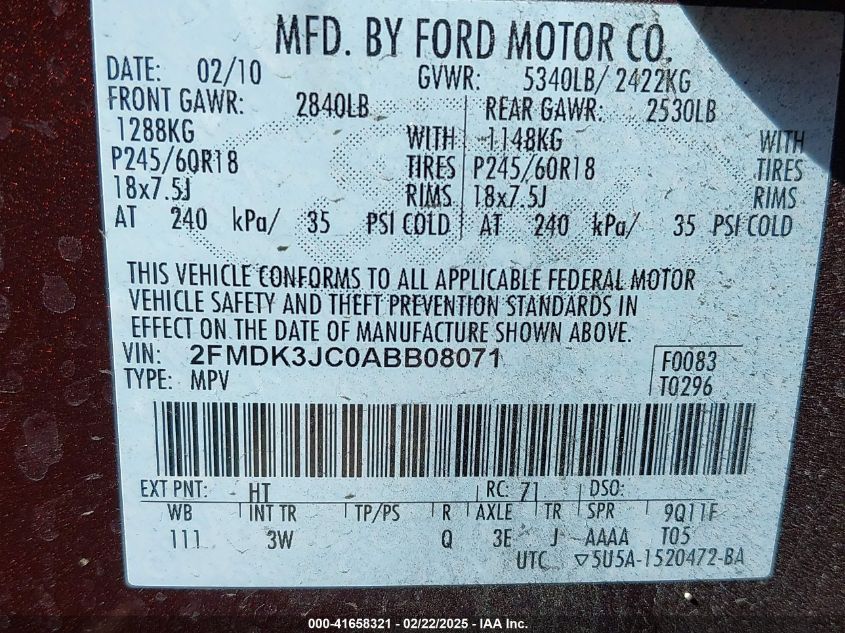 MFD. BY FORD MOTOR CO.
DATE: 02/10 GVWR: 5340LB/ 2422KG
FRONT GAWR: 2840LB REAR GAWR: 2530LB
1288KG WITH 1148KG WITH
P245/60R18 TIRES P245/60R18 TIRES
18x7.5J RIMS 18x7.5J RIMS
AT 240 kPa/ 35 PSI COLD AT 240 kPa/ 35 PSI COLD
THIS VEHICLE CONFORMS TO ALL APPLICABLE FEDERAL MOTOR
VEHICLE SAFETY AND THEFT PREVENTION STANDARDS IN
EFFECT ON THE DATE OF MANUFACTURE SHOWN ABOVE.
VIN: 2FMDK3JC0ABB08071 F0083
TYPE: MPV T0296
EXT PNT: HT RC: 71 DSO:
WB INT TR TP/PS R AXLE TR SPR 9Q11F
111 3W Q 3E J AAAA T05
UTC ▽5U5A-1520472-BA
000-41658321 - 02/22/2025 - IAA Inc.